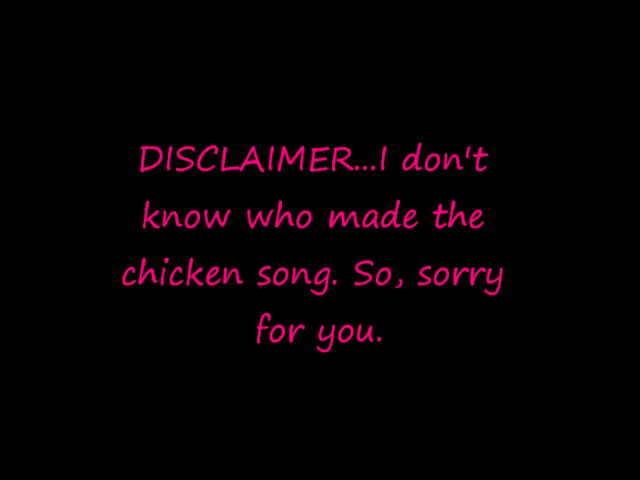 DISCLAIMER...I don't
know who made the
chicken song. So, sorry
for you.